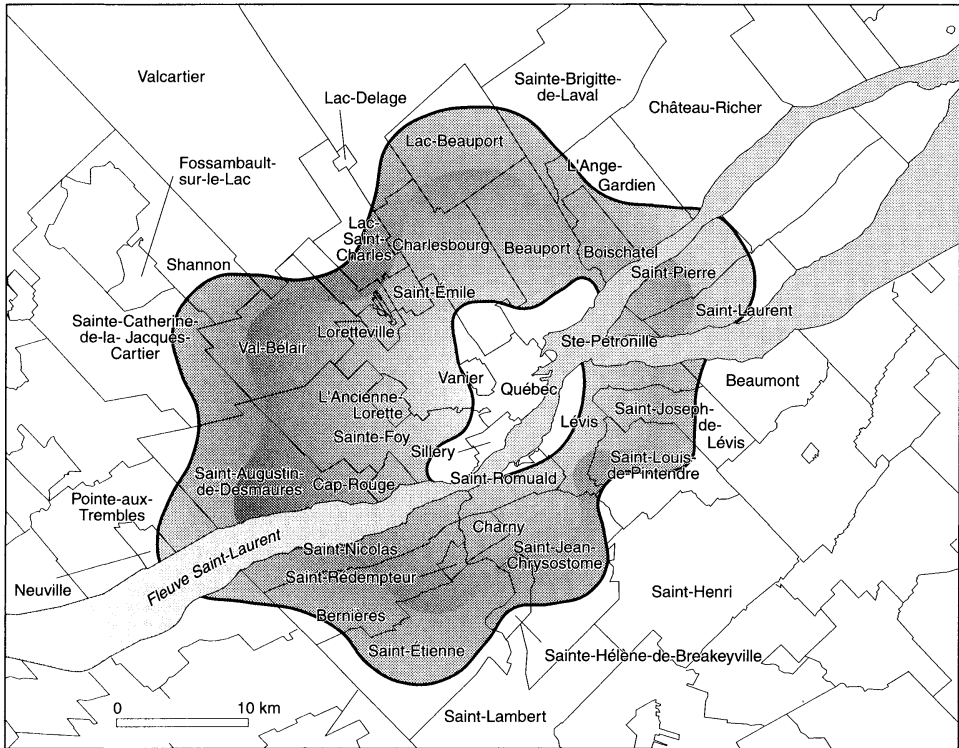 Valcartier
Sainte-Brigitte-
de-Laval
Lac-Delage
Château-Richer
Lac-Beauport
Fossambault-
sur-le-Lac
L'Ange-
Gardien
Lac-
Saint-
Charles
Charlesbourg
Beauport
Boischatel
Shannon
Saint-Pierre
Saint-Émile
Saint-Laurent
Sainte-Catherine-
de-la- Jacques-
Cartier
Loretteville
Val-Bélair
Ste-Pétronille
Vanier
Québec
Beaumont
L'Ancienne-
Lorette
Saint-Joseph-
de-
Lévis
Lévis
Sainte-Foy
Sillery
Saint-Louis-
de-Pintendre
Saint-Augustin-
de-Desmaures
Cap-Rouge
Saint-Romuald
Pointe-aux-
Trembles
Charny
Saint-Nicolas
Saint-Jean-
Chrysostome
Fleuve Saint-Laurent
Saint-Rédempteur
Neuville
Saint-Henri
Bernières
Saint-Étienne
Sainte-Hélène-de-Breakeyville
0 10 km
Saint-Lambert